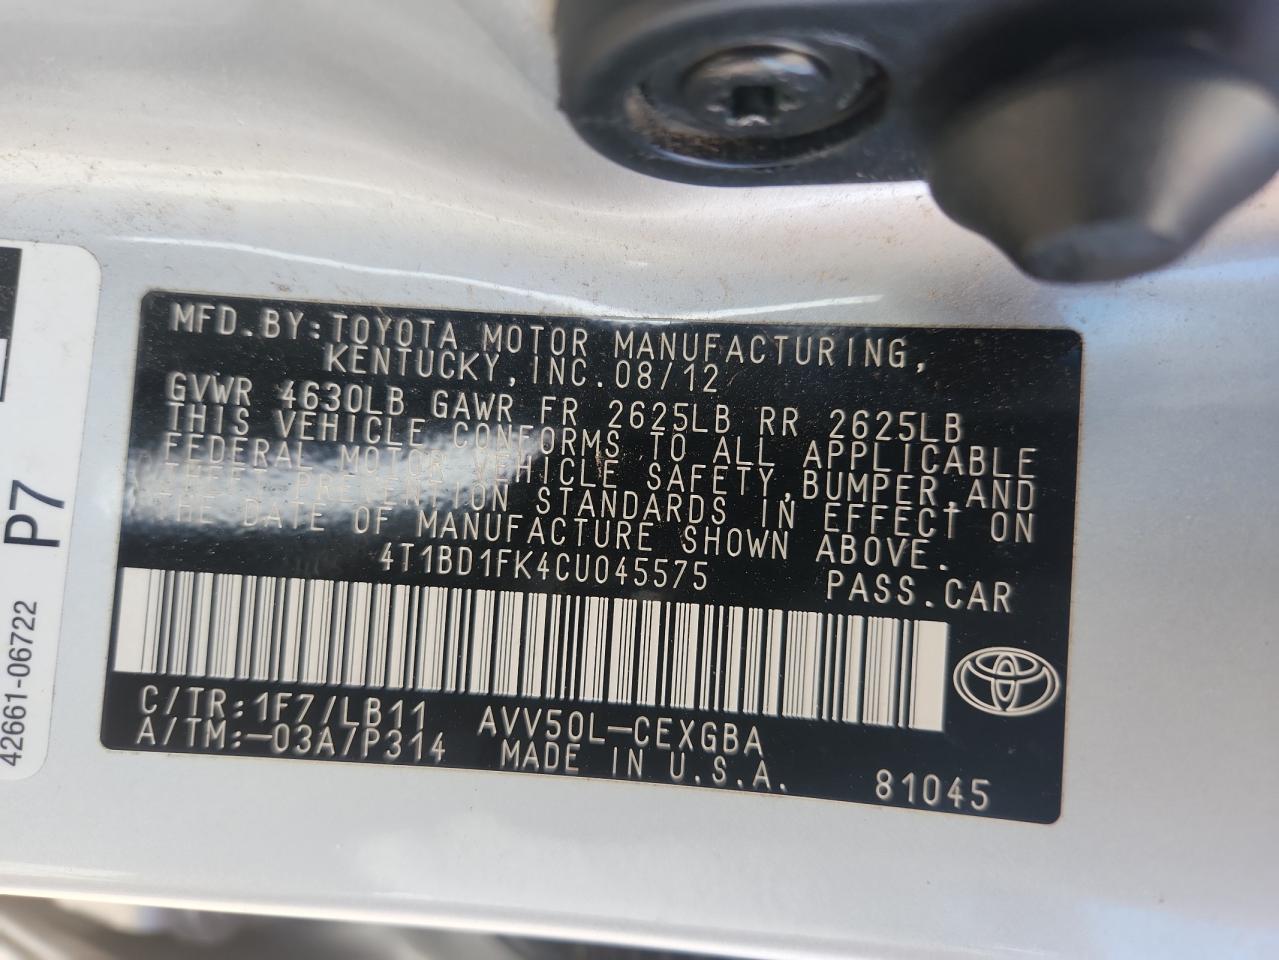 MFD.BY:TOYOTA MOTOR MANUFACTURING,
KENTUCKY,INC.08/12
GVWR 4630LB GAWR FR 2625LB RR 2625LB
THIS VEHICLE CONFORMS TO ALL APPLICABLE
FEDERAL MOTOR VEHICLE SAFETY,BUMPER,AND
THEFT PREVENTION STANDARDS IN EFFECT ON
THE DATE OF MANUFACTURE SHOWN ABOVE.
4T1BD1FK4CU045575
PASS.CAR
C/TR:1F7/LB11
AVV50L-CEXGBA
A/TM:-03A7P314
MADE IN U.S.A.
81045
P7
42661-06722